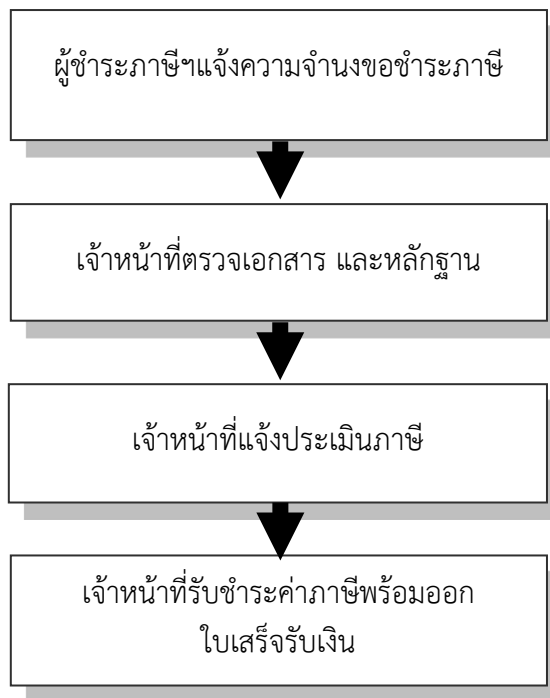 ผู้ชำระภาษีฯแจ้งความจำนงขอชำระภาษี
เจ้าหน้าที่ตรวจเอกสาร และหลักฐาน
เจ้าหน้าที่แจ้งประเมินภาษี
เจ้าหน้าที่รับชำระค่าภาษีพร้อมออก
ใบเสร็จรับเงิน